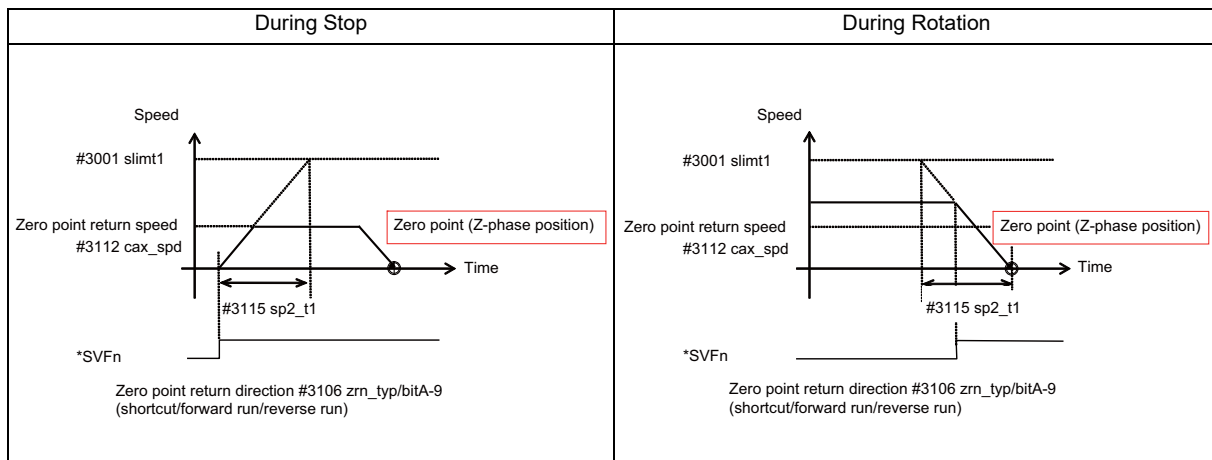 During Stop
Speed
#3001 slimt1
Zero point return speed
#3112 cax_spd
Zero point (Z-phase position)
Time
#3115 sp2_t1
*SVFn
Zero point return direction #3106 zrn_typ/bitA-9
(shortcut/forward run/reverse run)
During Rotation
Speed
#3001 slimt1
Zero point return speed
#3112 cax_spd
Zero point (Z-phase position)
Time
#3115 sp2_t1
*SVFn
Zero point return direction #3106 zrn_typ/bitA-9
(shortcut/forward run/reverse run)